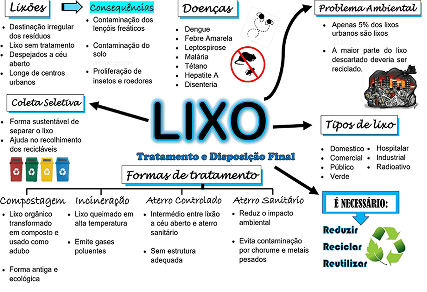 Lixões
Destinação irregular
dos resíduos
Lixo sem tratamento
Despejados a céu
aberto
Longe de centros
urbanos
Consequências
Contaminação dos
lençóis freáticos
Contaminação do
solo
Proliferação de
insetos e roedores
Doenças
Dengue
Febre Amarela
Leptospirose
Malária
Tétano
Hepatite A
Disenteria
Problema Ambiental
Apenas 5% dos lixos
urbanos são lixos
A maior parte do lixo
descartado deveria ser
reciclado.
Coleta Seletiva
Forma sustentável de
separar o lixo
Ajuda no recolhimento
dos recicláveis
LIXO
Tratamento e Disposição Final
Tipos de lixo
Domestico
Comercial
Público
Verde
Hospitalar
Industrial
Radioativo
Formas de tratamento
Compostagem
Lixo orgânico
transformado
em composto e
usado como
adubo
Forma antiga e
ecológica
Incineração
Lixo queimado em
alta temperatura
Emite gases
poluentes
Aterro Controlado
Intermédio entre lixão
a céu aberto e aterro
sanitário
Sem estrutura
adequada
Aterro Sanitário
Reduz o impacto
ambiental
Evita contaminação
por chorume e metais
pesados
É NECESSÁRIO:
Reduzir
Reciclar
Reutilizar